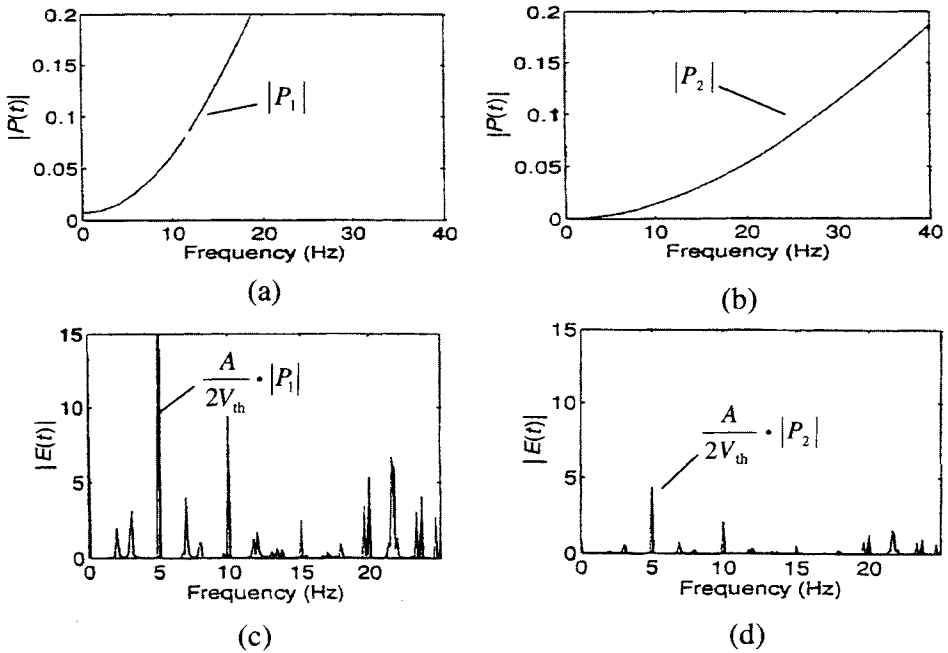 0.2
0.15
0.1
0.05
0
|P(t)|
|P₁|
0 20 30 40
Frequency (Hz)
(a)
0.2
0.15
0.1
0.05
0
|P(t)|
|P₂|
0 10 20 30 40
Frequency (Hz)
(b)
15
10
5
0
|E(t)|
A/2V_th · |P₁|
0 5 10 15 20
Frequency (Hz)
(c)
15
10
5
0
|E(t)|
A/2V_th · |P₂|
0 5 10 15 20
Frequency (Hz)
(d)